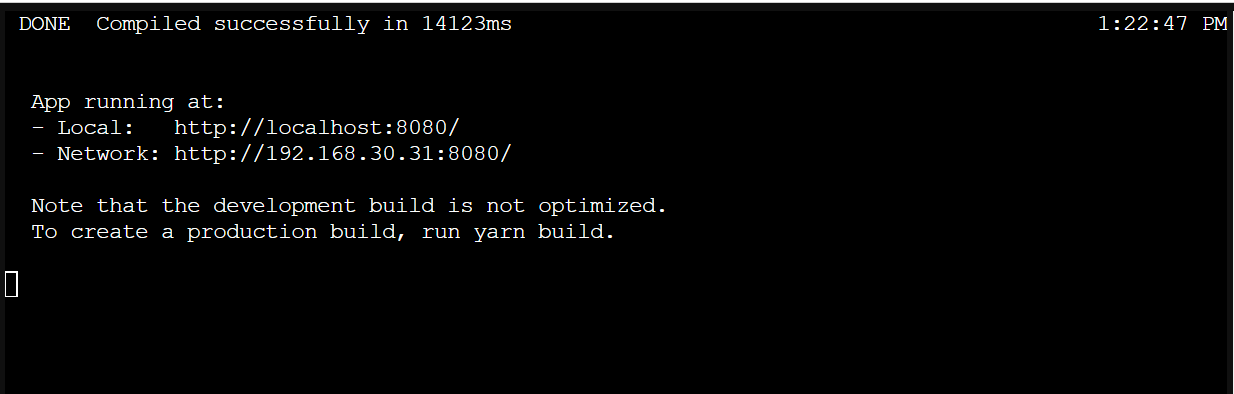 DONE  Compiled successfully in 14123ms 1:22:47 PM
App running at:
- Local:   http://localhost:8080/
- Network: http://192.168.30.31:8080/
Note that the development build is not optimized.
To create a production build, run yarn build.